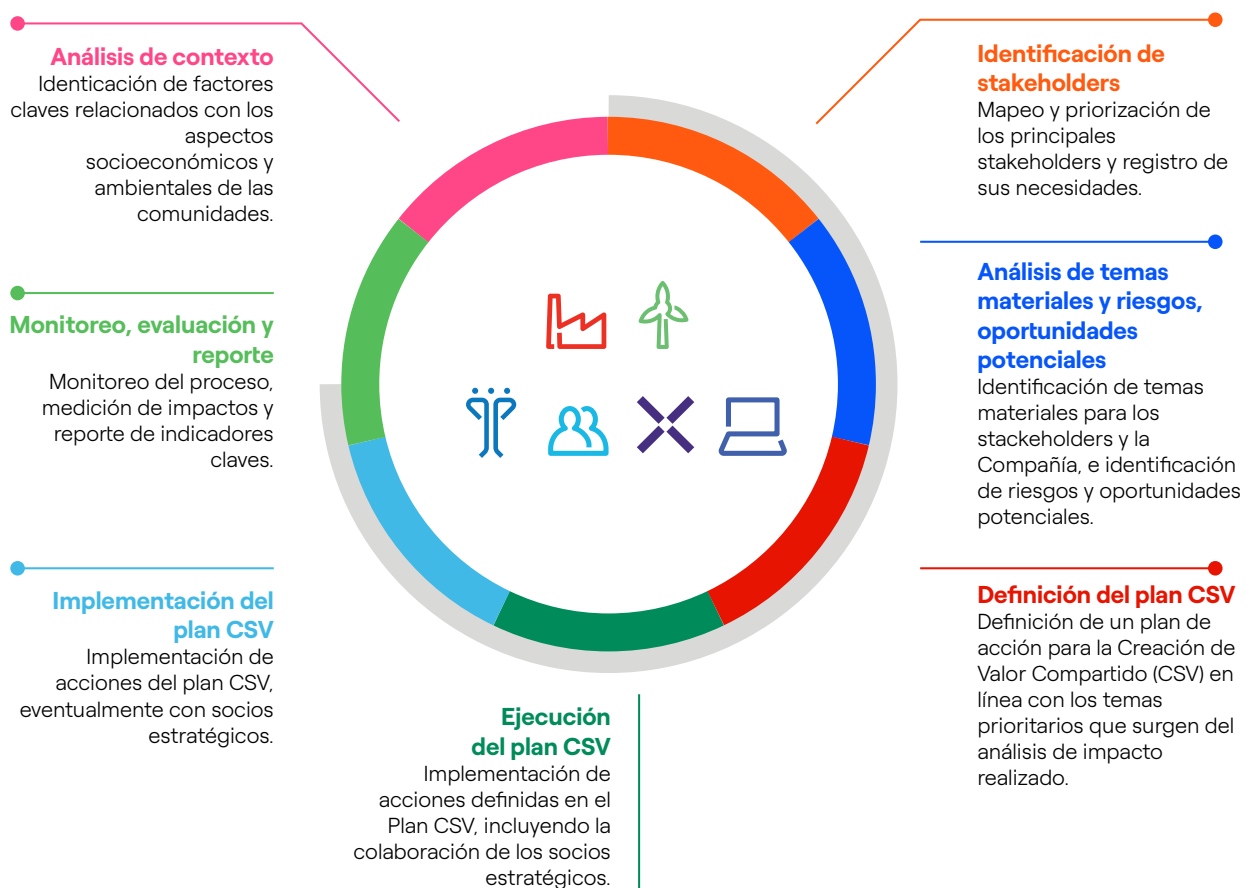 Análisis de contexto
Identicación de factores
claves relacionados con los
aspectos
socioeconómicos y
ambientales de las
comunidades.
Identificación de
stakeholders
Mapeo y priorización de
los principales
stakeholders y registro de
sus necesidades.
Análisis de temas
materiales y riesgos,
oportunidades
potenciales
Identificación de temas
materiales para los
stackeholders y la
Compañía, e identificación
de riesgos y oportunidades
potenciales.
Definición del plan CSV
Definición de un plan de
acción para la Creación de
Valor Compartido (CSV) en
línea con los temas
prioritarios que surgen del
análisis de impacto
realizado.
Ejecución
del plan CSV
Implementación de
acciones definidas en el
Plan CSV, incluyendo la
colaboración de los socios
estratégicos.
Implementación del
plan CSV
Implementación de
acciones del plan CSV,
eventualmente con socios
estratégicos.
Monitoreo, evaluación y
reporte
Monitoreo del proceso,
medición de impactos y
reporte de indicadores
claves.